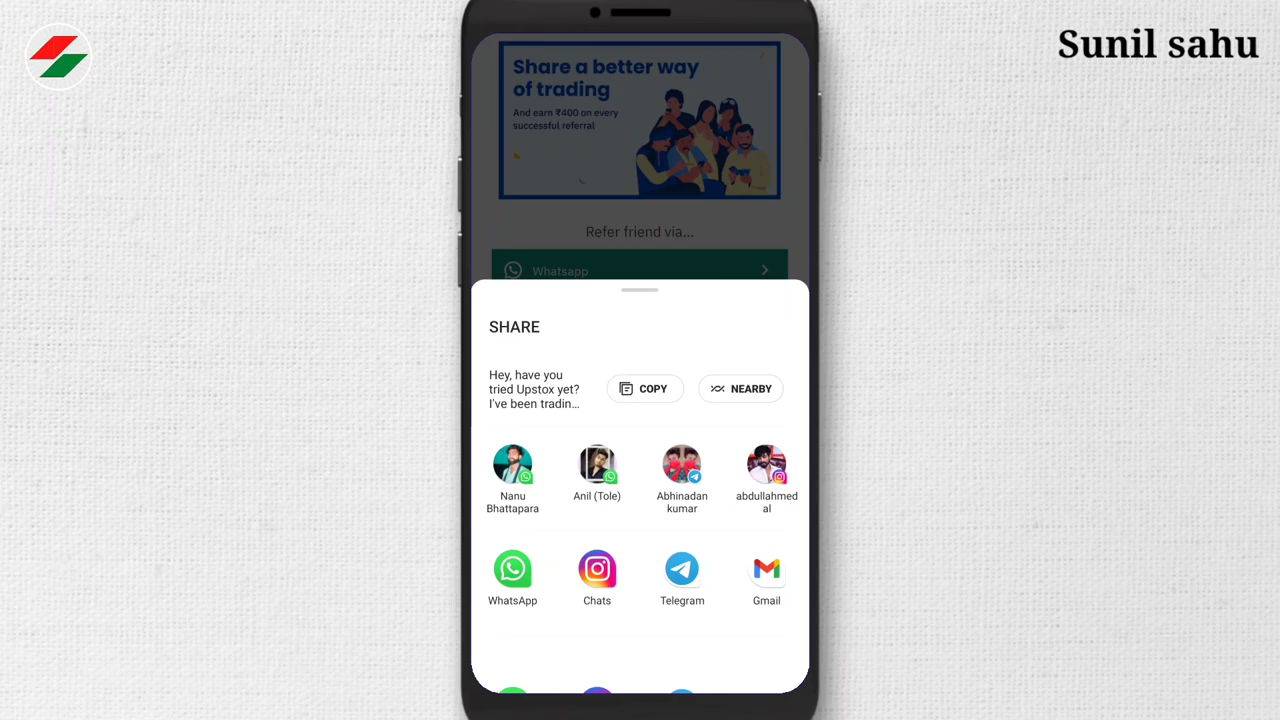 Sunil sahu
Share a better way
of trading
And earn ₹400 on every
successful referral
Refer friend via...
Whatsapp
SHARE
Hey, have you
tried Upstox yet?
I've been tradin...
COPY
NEARBY
Nanu
Bhattapara
Anil (Tole)
Abhinadan
kumar
abdullahmed
al
WhatsApp
Chats
Telegram
Gmail